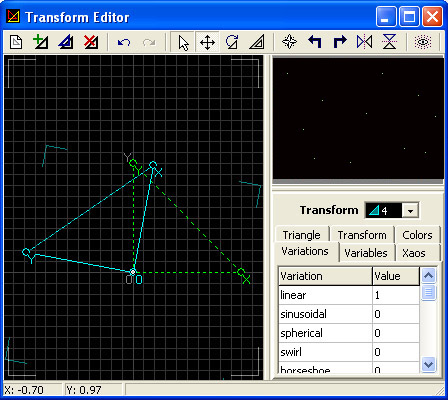 Transform Editor
Y
Y
X
Y
O O
X
Transform 4
Triangle Transform Colors
Variations Variables Xaos
Variation Value
linear 1
sinusoidal 0
spherical 0
swirl 0
horseshoe 0
X: -0.70 Y: 0.97